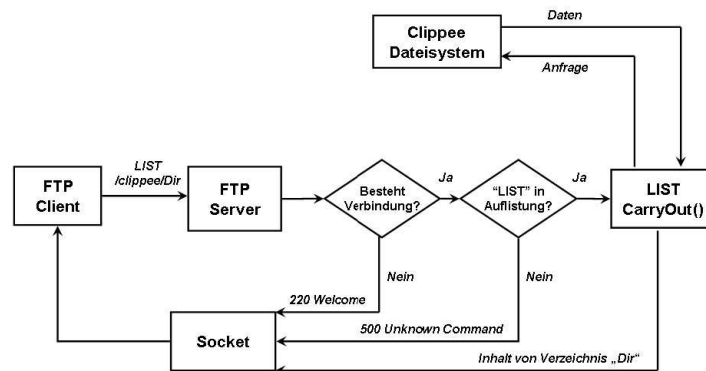 Daten
Clippee
Dateisystem
Anfrage
LIST
/clippee/Dir
FTP
Client
FTP
Server
Besteht
Verbindung?
Ja
"LIST" in
Auflistung?
Ja
LIST
CarryOut()
Nein
Nein
220 Welcome
500 Unknown Command
Socket
Inhalt von Verzeichnis „Dir“